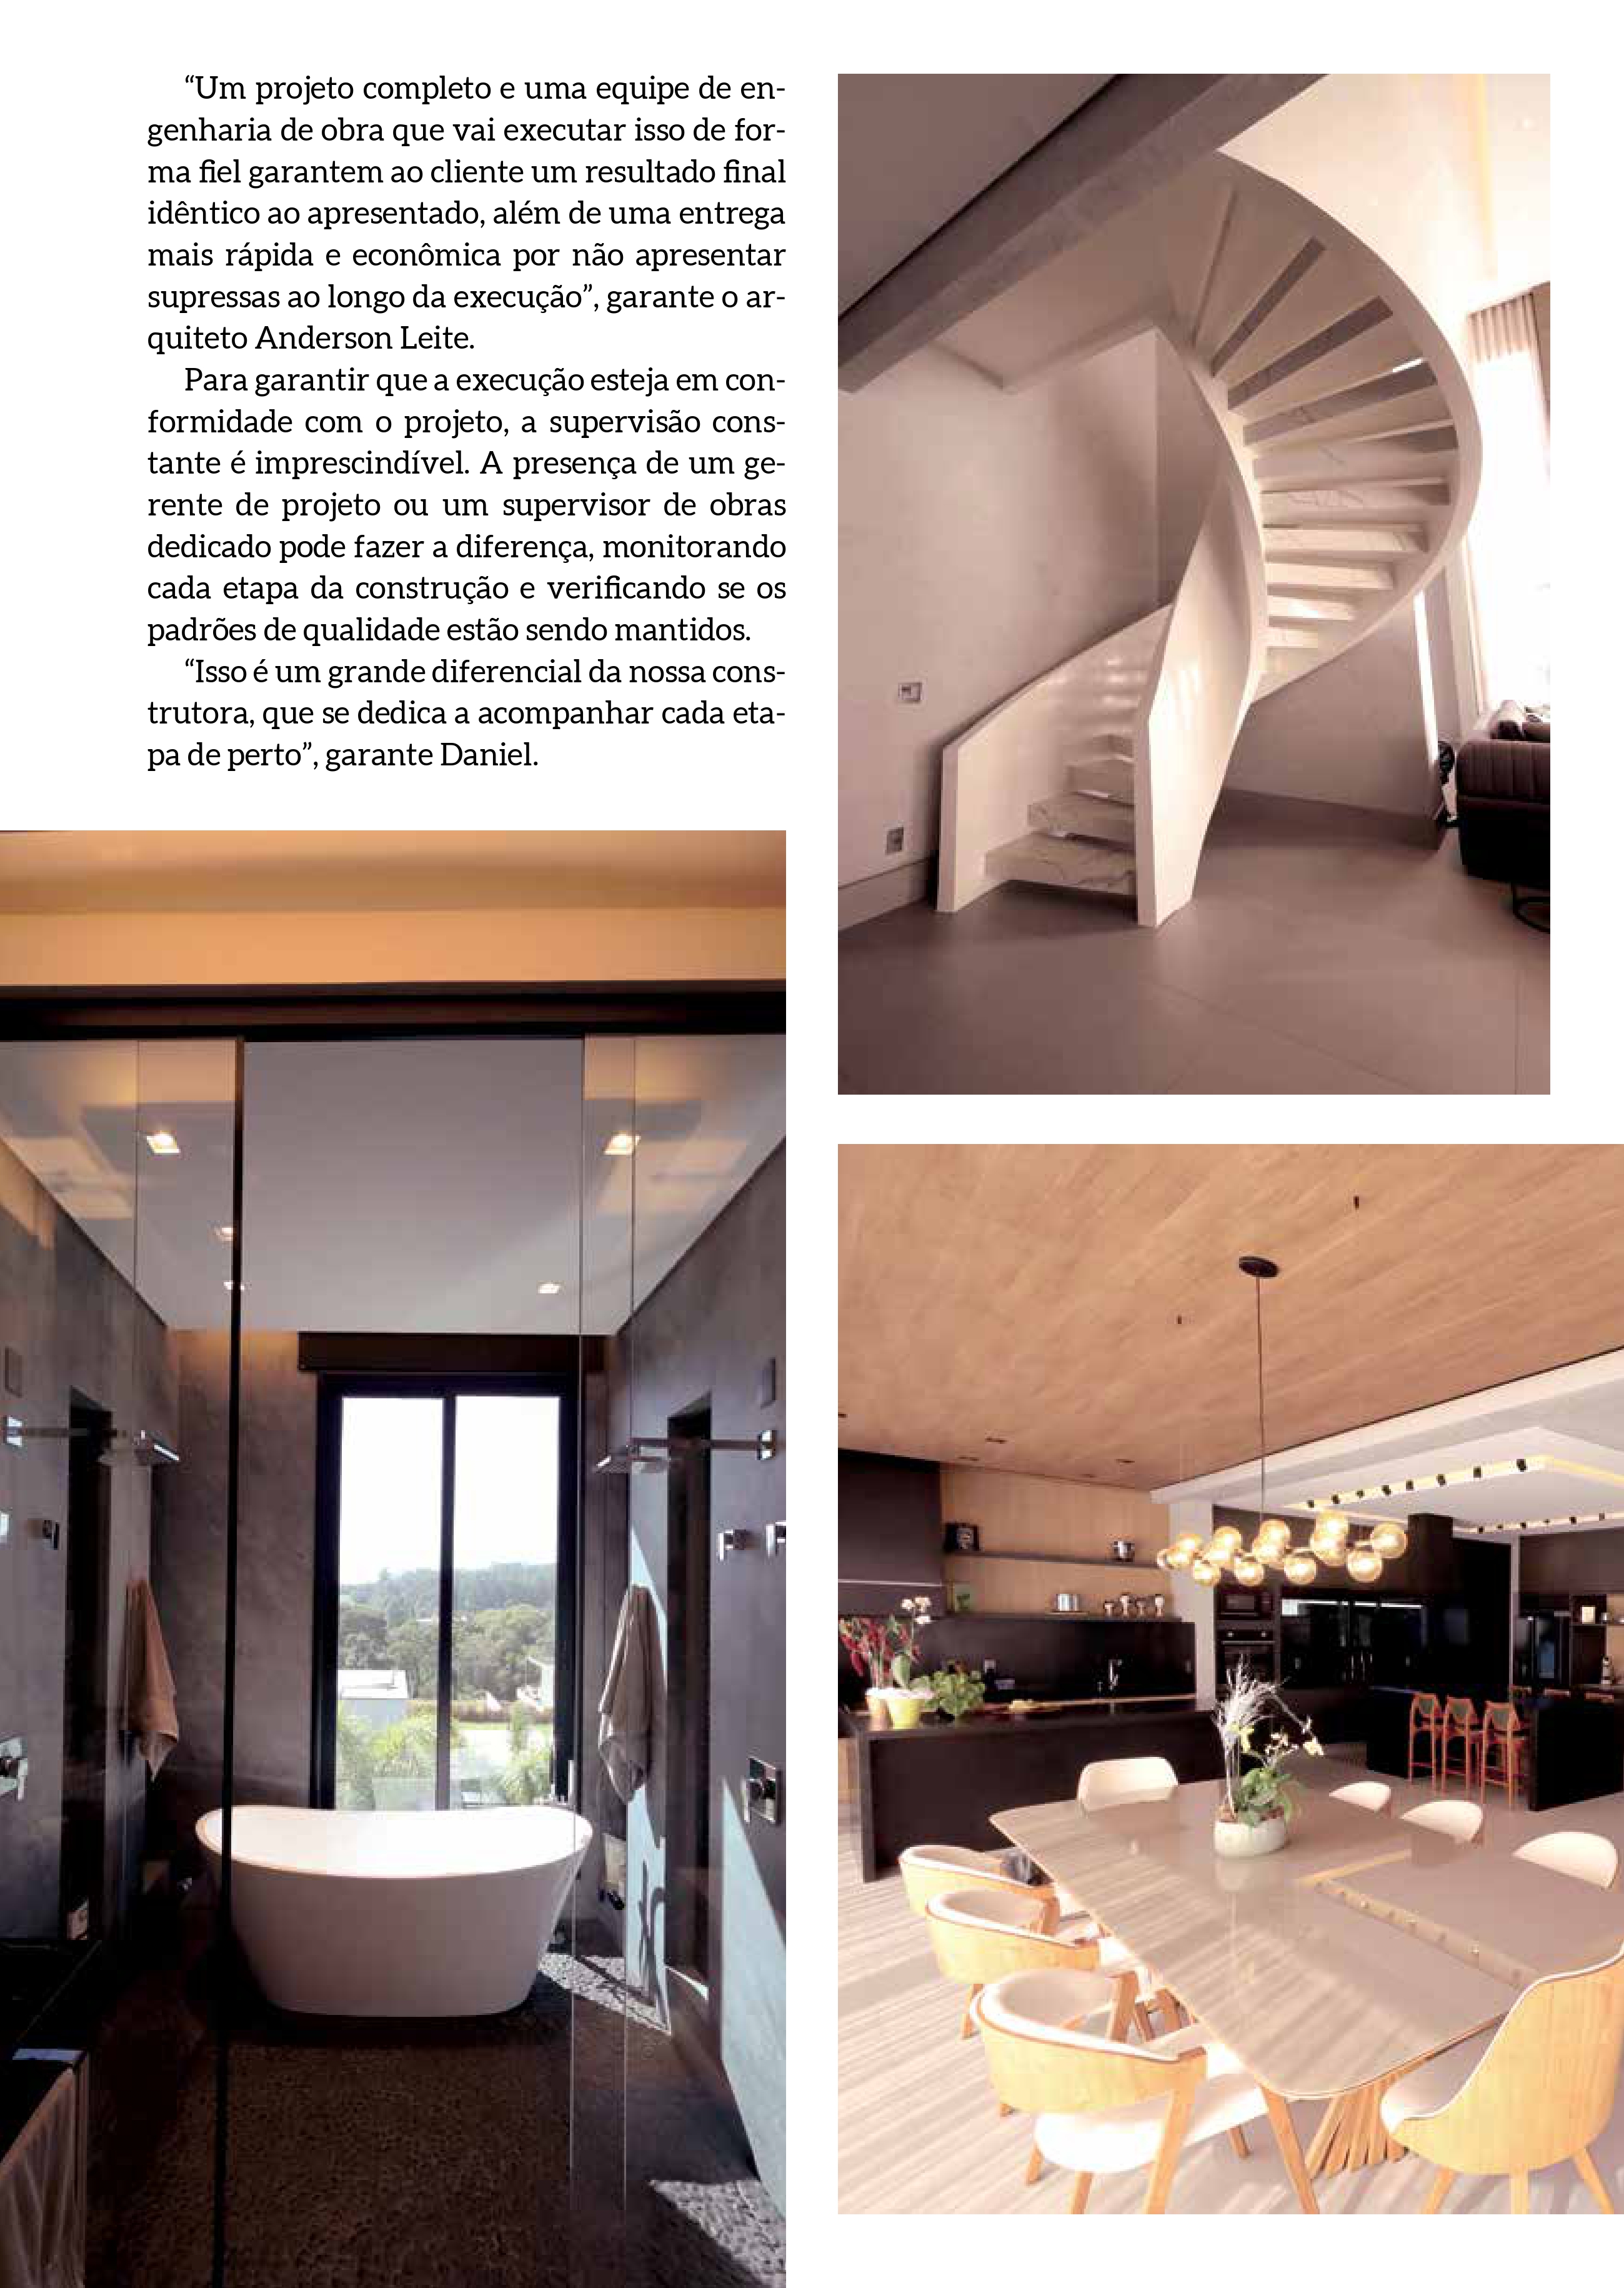 “Um projeto completo e uma equipe de en-
genharia de obra que vai executar isso de for-
ma fiel garantem ao cliente um resultado final
idêntico ao apresentado, além de uma entrega
mais rápida e econômica por não apresentar
supressas ao longo da execução”, garante o ar-
quiteto Anderson Leite.
Para garantir que a execução esteja em con-
formidade com o projeto, a supervisão cons-
tante é imprescindível. A presença de um ge-
rente de projeto ou um supervisor de obras
dedicado pode fazer a diferença, monitorando
cada etapa da construção e verificando se os
padrões de qualidade estão sendo mantidos.
“Isso é um grande diferencial da nossa cons-
trutora, que se dedica a acompanhar cada eta-
pa de perto”, garante Daniel.